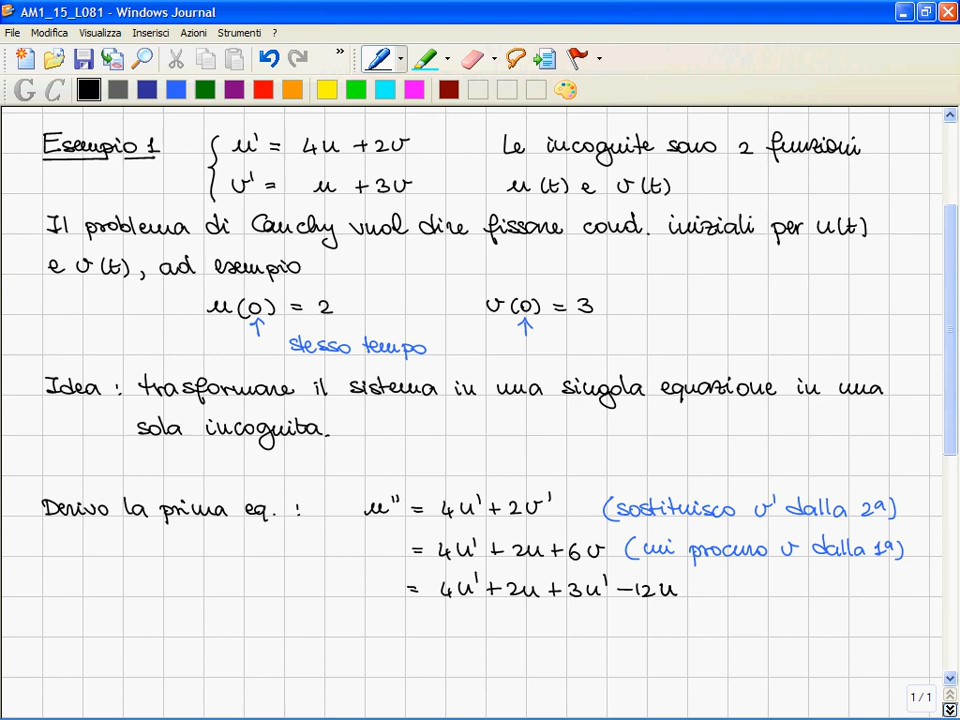 AM1_15_L081 - Windows Journal
File Modifica Visualizza Inserisci Azioni Strumenti ?
G C
Esempio 1 { u' = 4u + 2v Le incognite sono 2 funzioni
v' = u + 3v u(t) e v(t)
Il problema di Cauchy vuol dire fissare cond. iniziali per u(t)
e v(t), ad esempio
u(0) = 2 v(0) = 3
↑ stesso tempo ↑
Idea : trasformare il sistema in una singola equazione in una
sola incognita.
Derivo la prima eq. : u'' = 4u' + 2v' (sostituisco v' dalla 2ª)
= 4u' + 2u + 6v (mi procuro v dalla 1ª)
= 4u' + 2u + 3u' - 12u
1 / 1